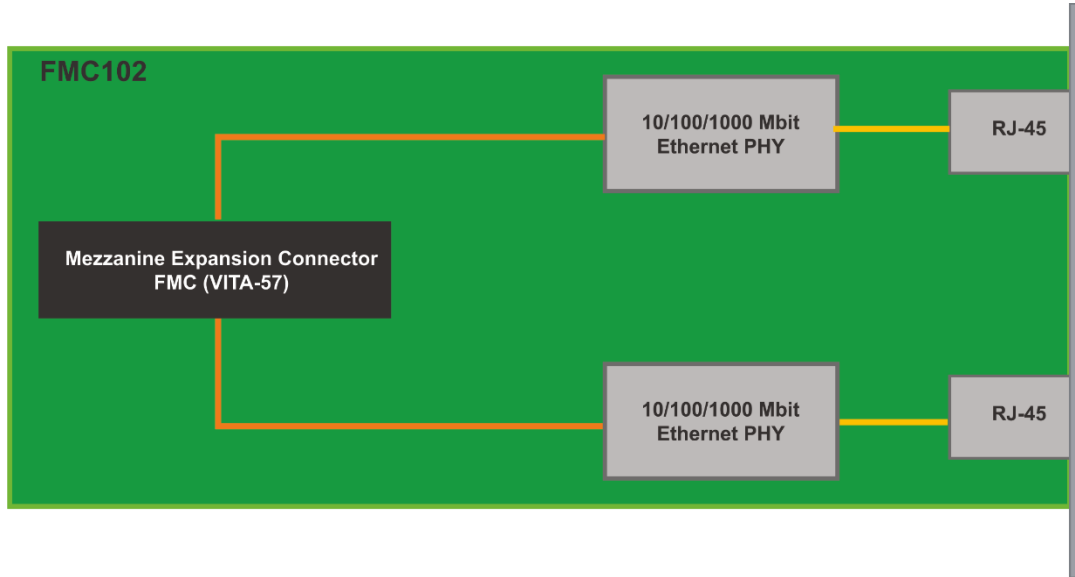 FMC102
10/100/1000 Mbit
Ethernet PHY
RJ-45
Mezzanine Expansion Connector
FMC (VITA-57)
10/100/1000 Mbit
Ethernet PHY
RJ-45